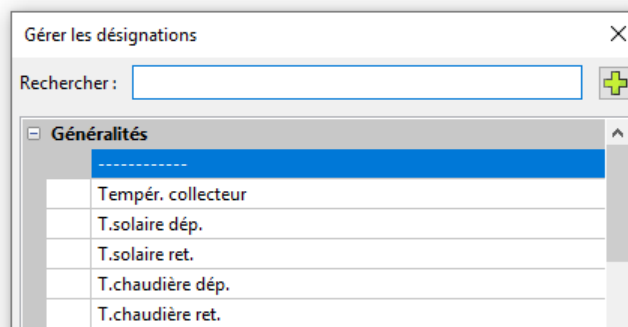 Gérer les désignations
Rechercher :
Généralités
------------
Tempér. collecteur
T.solaire dép.
T.solaire ret.
T.chaudière dép.
T.chaudière ret.